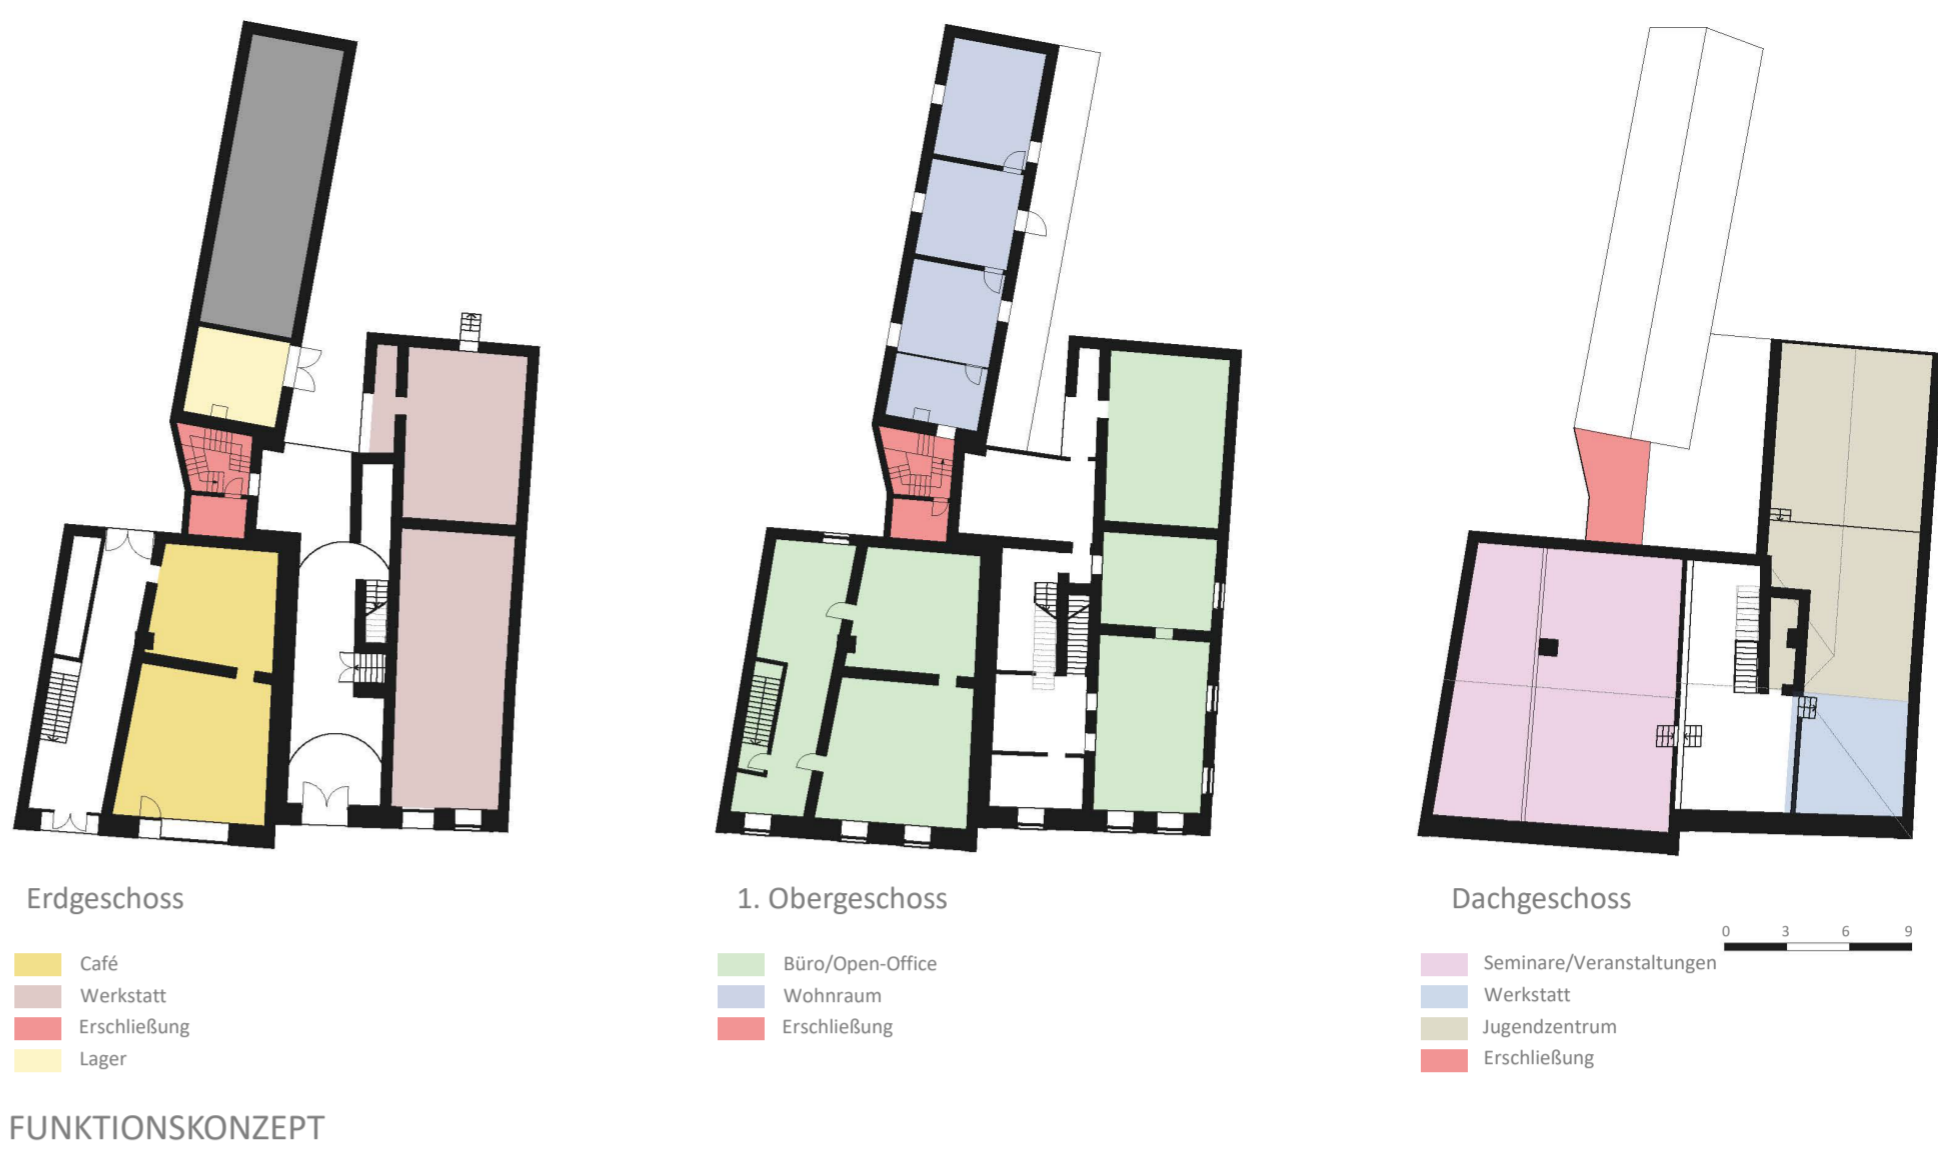 Erdgeschoss
Café
Werkstatt
Erschließung
Lager
1. Obergeschoss
Büro/Open-Office
Wohnraum
Erschließung
Dachgeschoss
0 3 6 9
Seminare/Veranstaltungen
Werkstatt
Jugendzentrum
Erschließung
FUNKTIONSKONZEPT